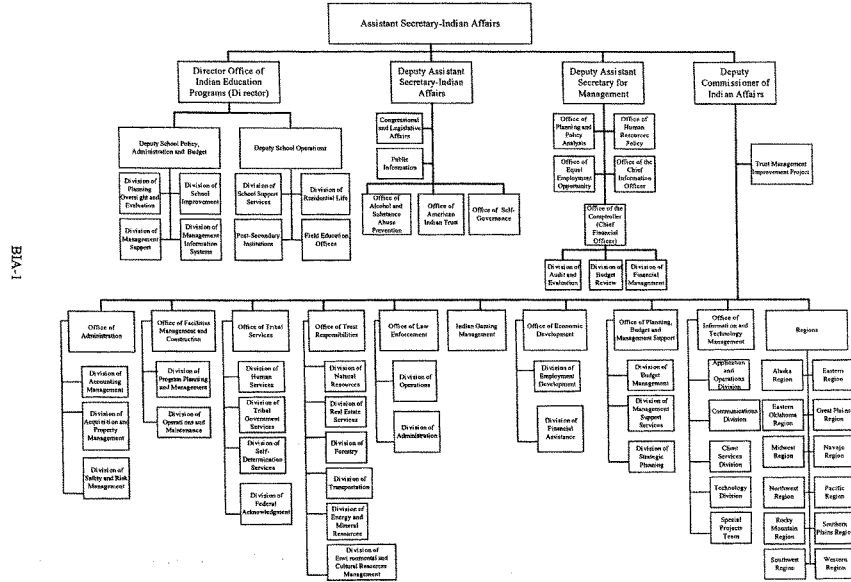 Assistant Secretary-Indian Affairs
Director Office of
Indian Education
Programs (Director)
Deputy Assistant
Secretary-Indian
Affairs
Deputy Assistant
Secretary for
Management
Deputy
Commissioner of
Indian Affairs
Deputy School Policy,
Administration and Budget
Deputy School Operations
Division of
Planning
Oversight and
Evaluation
Division of
School
Improvement
Division of
Management
Support
Division of
Management
Information
Systems
Division of
School Support
Services
Division of
Residential Life
Post-Secondary
Institutions
Field Education
Offices
Congressional
and Legislative
Affairs
Public
Information
Office of
Alcohol and
Substance
Abuse
Prevention
Office of
American
Indian Trust
Office of Self-
Governance
Office of
Planning and
Policy
Analysis
Office of
Human
Resources
Policy
Office of
Equal
Employment
Opportunity
Office of the
Chief
Information
Officer
Office of the
Comptroller
(Chief
Financial
Officer)
Division of
Audit and
Evaluation
Division of
Budget
Review
Division of
Financial
Management
Trust Management
Improvement Project
BIA-1
Office of
Administration
Division of
Accounting
Management
Division of
Acquisition and
Property
Management
Division of
Safety and Risk
Management
Office of Facilities
Management and
Construction
Division of
Program Planning
and Management
Division of
Operations and
Maintenance
Office of Tribal
Services
Division of
Human
Services
Division of
Tribal
Government
Services
Division of
Self-
Determination
Services
Division of
Federal
Acknowledgment
Office of Trust
Responsibilities
Division of
Natural
Resources
Division of
Real Estate
Services
Division of
Forestry
Division of
Transportation
Division of
Energy and
Mineral
Resources
Division of
Environmental and
Cultural Resources
Management
Office of Law
Enforcement
Division of
Operations
Division of
Administration
Indian Gaming
Management
Office of Economic
Development
Division of
Employment
Development
Division of
Financial
Assistance
Office of Planning,
Budget and
Management Support
Division of
Budget
Management
Division of
Management
Support
Services
Division of
Strategic
Planning
Office of
Information and
Technology
Management
Application
and
Operations
Division
Communications
Division
Client
Services
Division
Technology
Division
Special
Projects
Team
Regions
Alaska
Region
Eastern
Region
Eastern
Oklahoma
Region
Great Plains
Region
Midwest
Region
Navajo
Region
Northwest
Region
Pacific
Region
Rocky
Mountain
Region
Southern
Plains Region
Southwest
Region
Western
Region